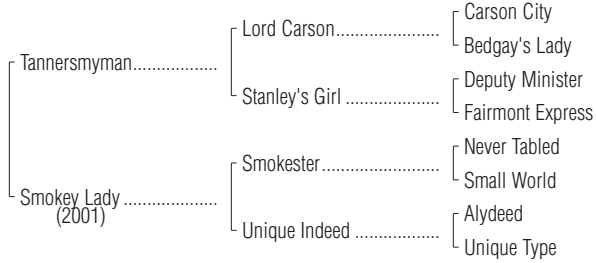 Carson City
Lord Carson..................
Bedgay's Lady
Tannersmyman..................
Deputy Minister
Stanley's Girl ..................
Fairmont Express
Never Tabled
Smokester..................
Small World
Smokey Lady ..................
(2001)
Alydeed
Unique Indeed ..................
Unique Type